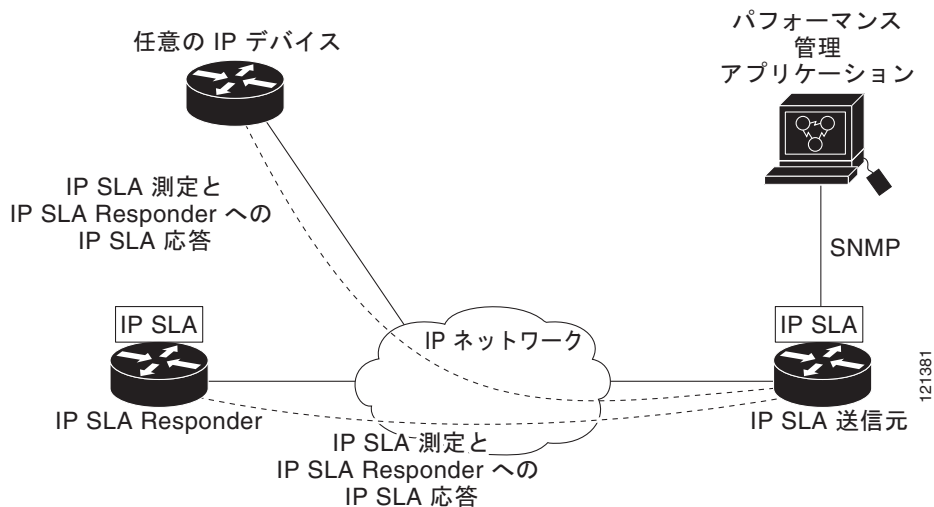 任意の IP デバイス
パフォーマンス
管理
アプリケーション
IP SLA 測定と
IP SLA Responder への
IP SLA 応答
SNMP
IP SLA
IP ネットワーク
IP SLA
121381
IP SLA Responder
IP SLA 送信元
IP SLA 測定と
IP SLA Responder への
IP SLA 応答